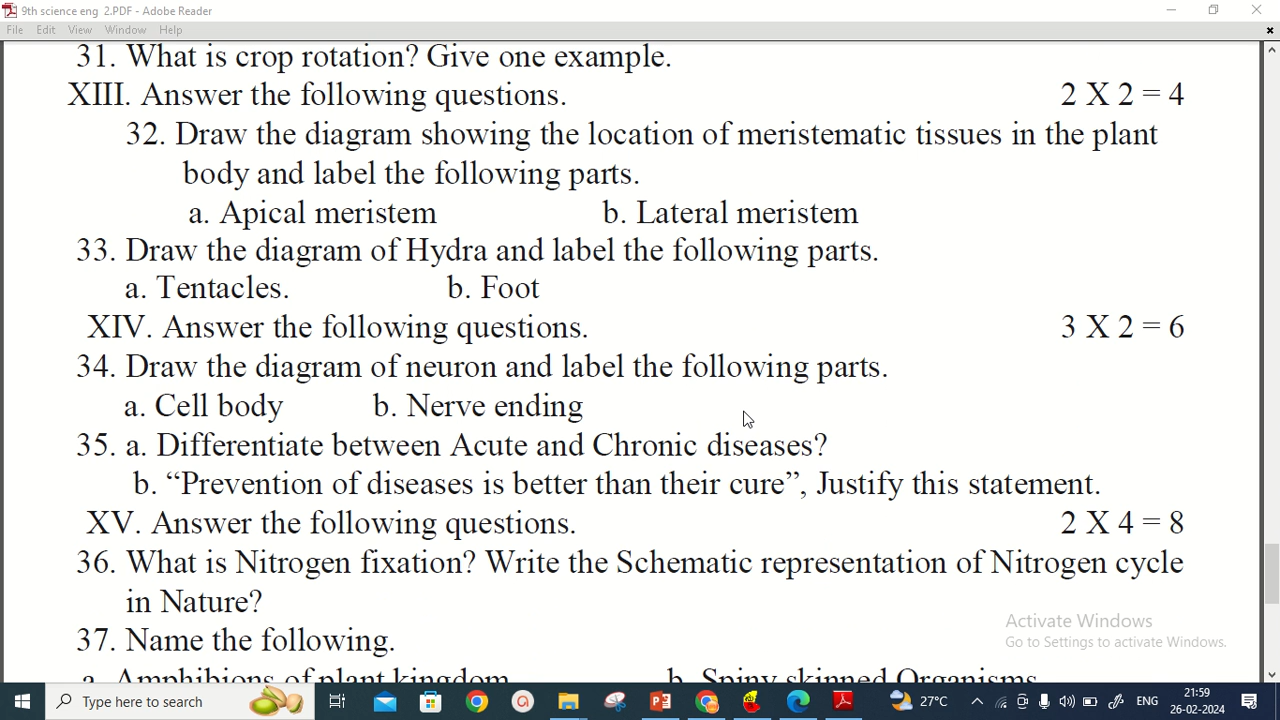 9th science eng 2.PDF - Adobe Reader
File Edit View Window Help
31. What is crop rotation? Give one example.
XIII. Answer the following questions. 2 X 2 = 4
32. Draw the diagram showing the location of meristematic tissues in the plant
body and label the following parts.
a. Apical meristem b. Lateral meristem
33. Draw the diagram of Hydra and label the following parts.
a. Tentacles. b. Foot
XIV. Answer the following questions. 3 X 2 = 6
34. Draw the diagram of neuron and label the following parts.
a. Cell body b. Nerve ending
35. a. Differentiate between Acute and Chronic diseases?
b. “Prevention of diseases is better than their cure”, Justify this statement.
XV. Answer the following questions. 2 X 4 = 8
36. What is Nitrogen fixation? Write the Schematic representation of Nitrogen cycle
in Nature?
Activate Windows
Go to Settings to activate Windows.
37. Name the following.
a. Amphibions of plant kingdom b. Spiny skinned Organisms
Type here to search
27°C
ENG
21:59
26-02-2024